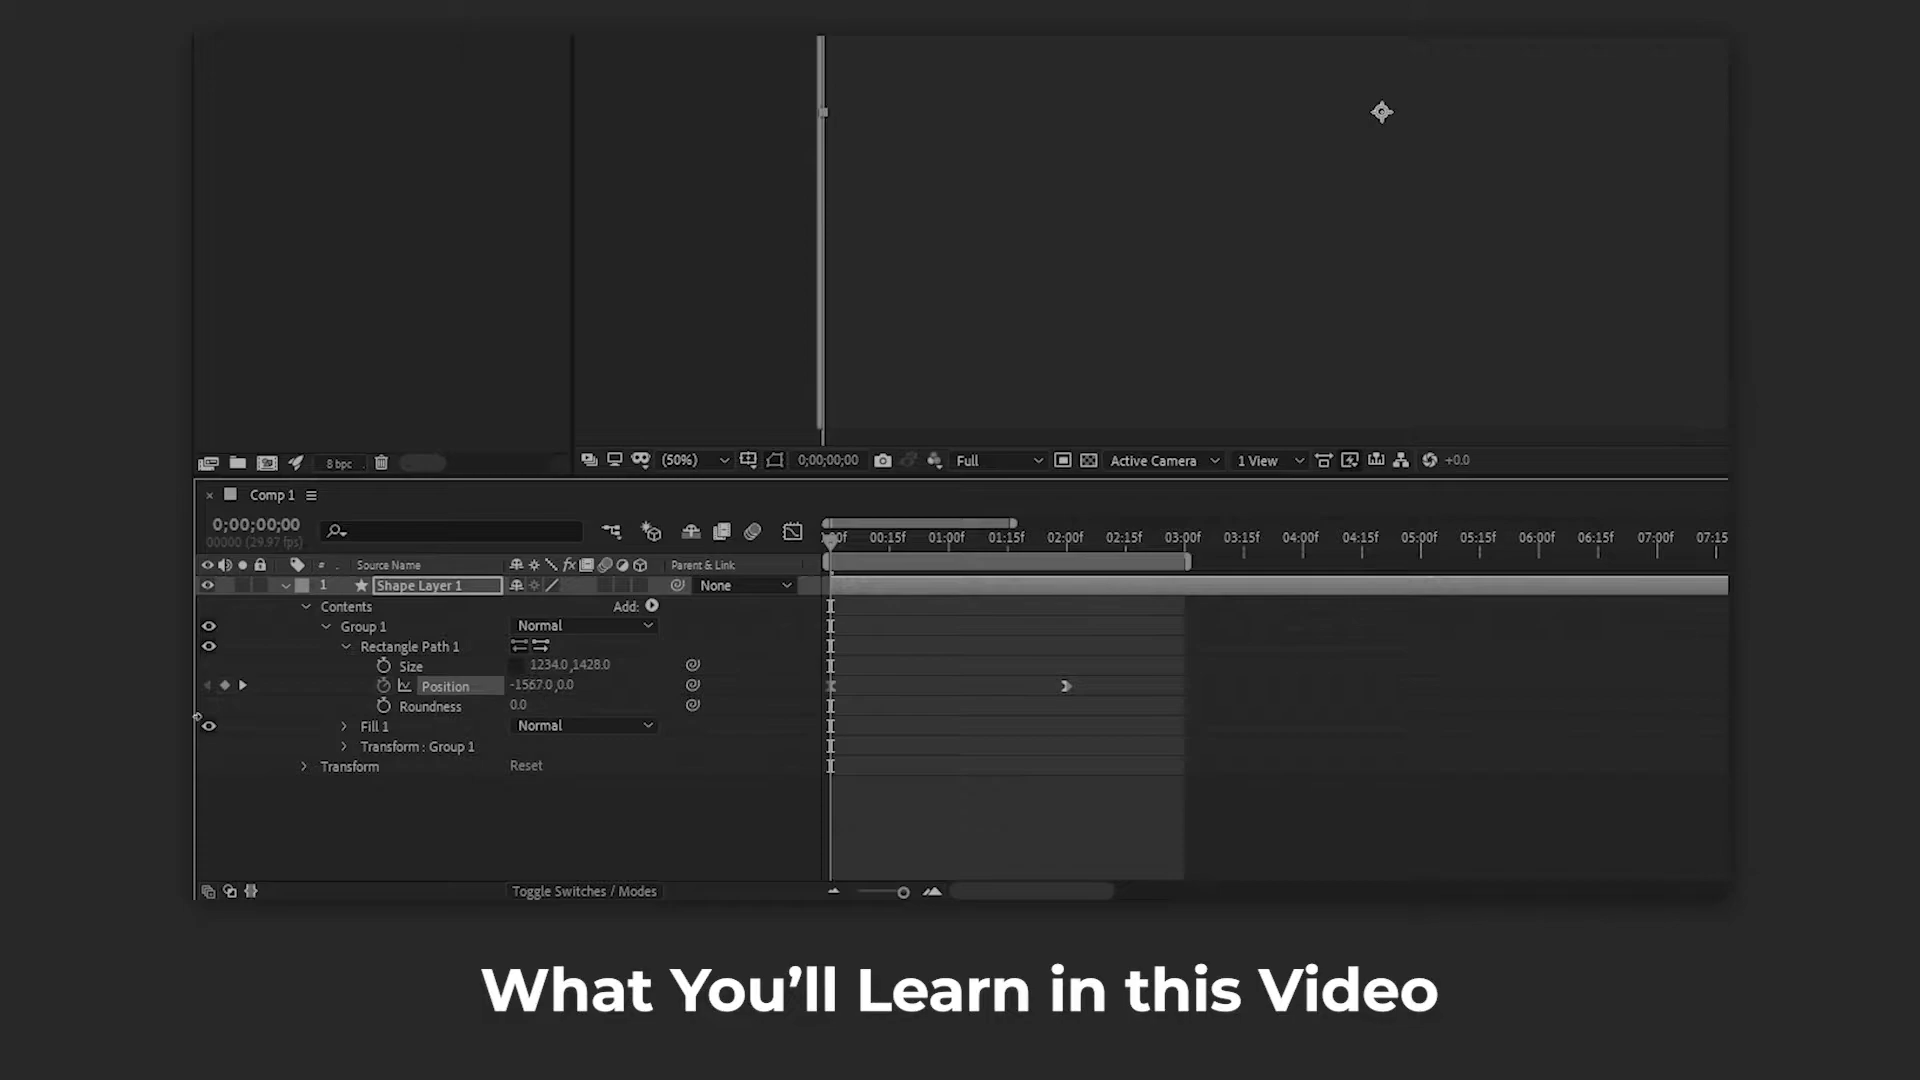 8 bpc
(50%)
0;00;00;00
Full
Active Camera
1 View
+0.0
Comp 1
0;00;00;00
00000 (29.97 fps)
00:15f 01:00f 01:15f 02:00f 02:15f 03:00f 03:15f 04:00f 04:15f 05:00f 05:15f 06:00f 06:15f 07:00f 07:15
# Source Name fx Parent & Link
1 Shape Layer 1 None
Contents Add:
Group 1 Normal
Rectangle Path 1
Size 1234.0,1428.0
Position -1567.0,0.0
Roundness 0.0
Fill 1 Normal
Transform : Group 1
Transform Reset
Toggle Switches / Modes
What You’ll Learn in this Video